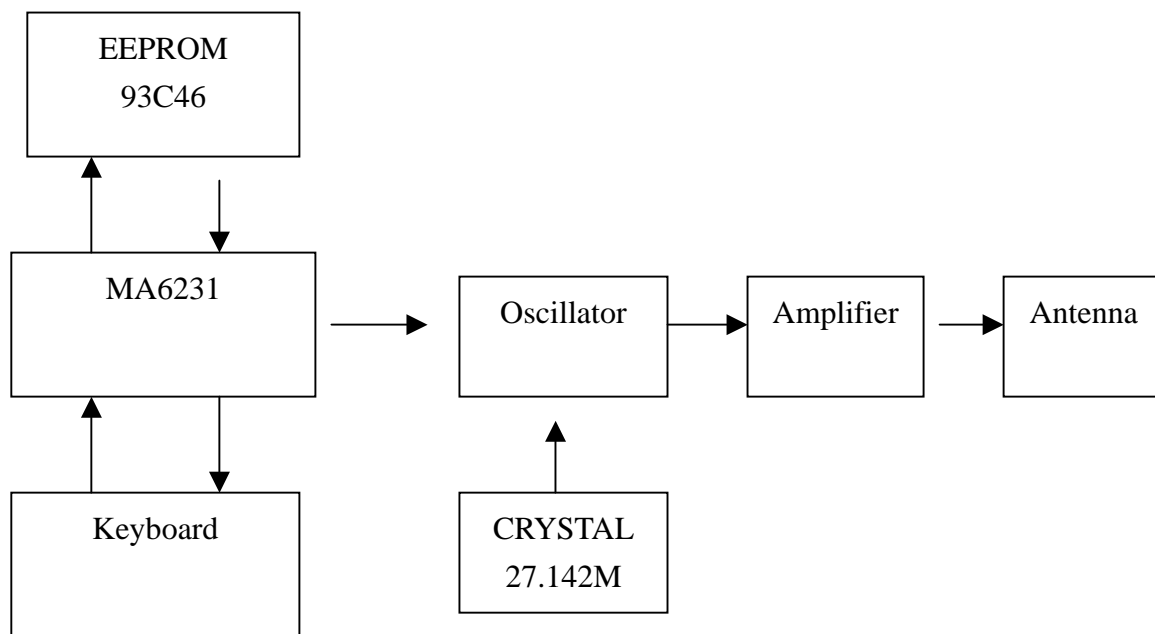 EEPROM
93C46
MA6231
Oscillator
Amplifier
Antenna
Keyboard
CRYSTAL
27.142M